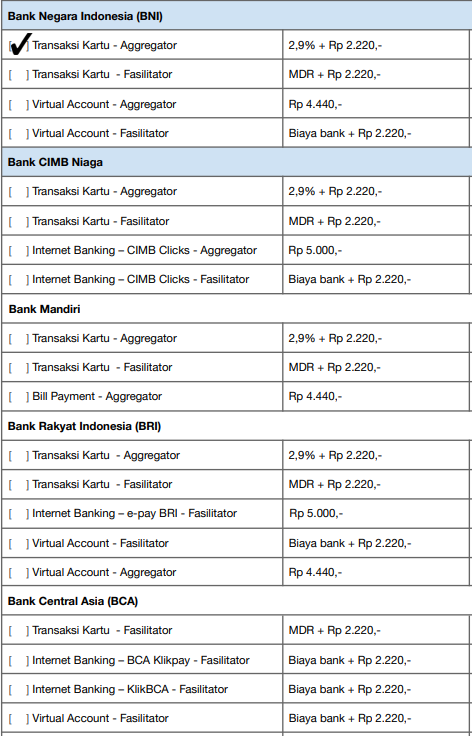 Bank Negara Indonesia (BNI)
[✓] Transaksi Kartu - Aggregator 2,9% + Rp 2.220,-
[ ] Transaksi Kartu - Fasilitator MDR + Rp 2.220,-
[ ] Virtual Account - Aggregator Rp 4.440,-
[ ] Virtual Account - Fasilitator Biaya bank + Rp 2.220,-
Bank CIMB Niaga
[ ] Transaksi Kartu - Aggregator 2,9% + Rp 2.220,-
[ ] Transaksi Kartu - Fasilitator MDR + Rp 2.220,-
[ ] Internet Banking – CIMB Clicks - Aggregator Rp 5.000,-
[ ] Internet Banking – CIMB Clicks - Fasilitator Biaya bank + Rp 2.220,-
Bank Mandiri
[ ] Transaksi Kartu - Aggregator 2,9% + Rp 2.220,-
[ ] Transaksi Kartu - Fasilitator MDR + Rp 2.220,-
[ ] Bill Payment - Aggregator Rp 4.440,-
Bank Rakyat Indonesia (BRI)
[ ] Transaksi Kartu - Aggregator 2,9% + Rp 2.220,-
[ ] Transaksi Kartu - Fasilitator MDR + Rp 2.220,-
[ ] Internet Banking – e-pay BRI - Fasilitator Rp 5.000,-
[ ] Virtual Account - Fasilitator Biaya bank + Rp 2.220,-
[ ] Virtual Account - Aggregator Rp 4.440,-
Bank Central Asia (BCA)
[ ] Transaksi Kartu - Fasilitator MDR + Rp 2.220,-
[ ] Internet Banking – BCA Klikpay - Fasilitator Biaya bank + Rp 2.220,-
[ ] Internet Banking – KlikBCA - Fasilitator Biaya bank + Rp 2.220,-
[ ] Virtual Account - Fasilitator Biaya bank + Rp 2.220,-